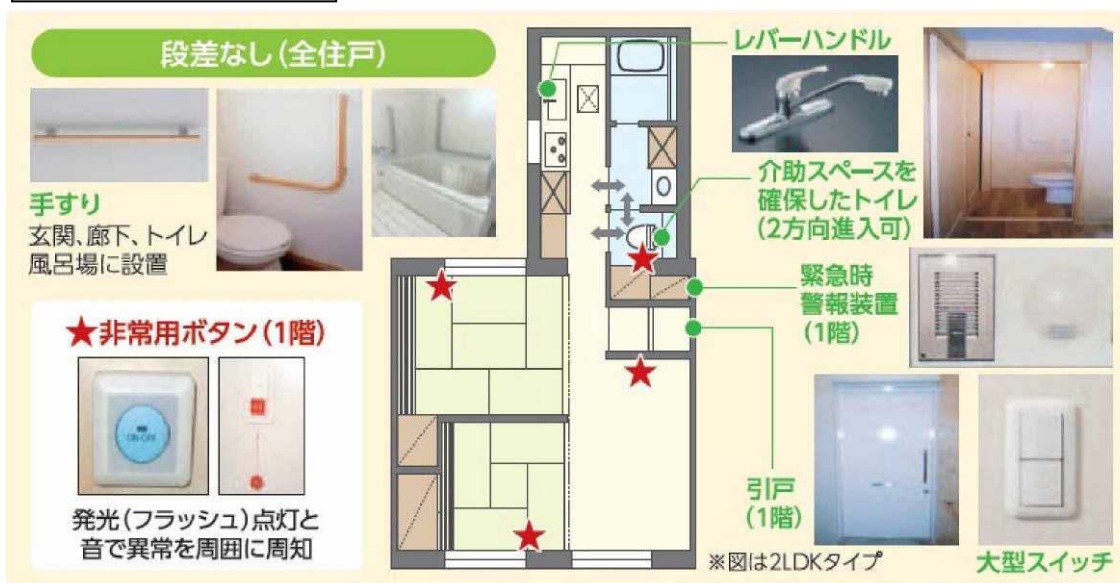 段差なし(全住戸)
手すり
玄関、廊下、トイレ
風呂場に設置
★非常用ボタン(1階)
ON・OFF
発光(フラッシュ)点灯と
音で異常を周囲に周知
レバーハンドル
介助スペースを
確保したトイレ
(2方向進入可)
緊急時
警報装置
(1階)
引戸
(1階)
※図は2LDKタイプ
大型スイッチ